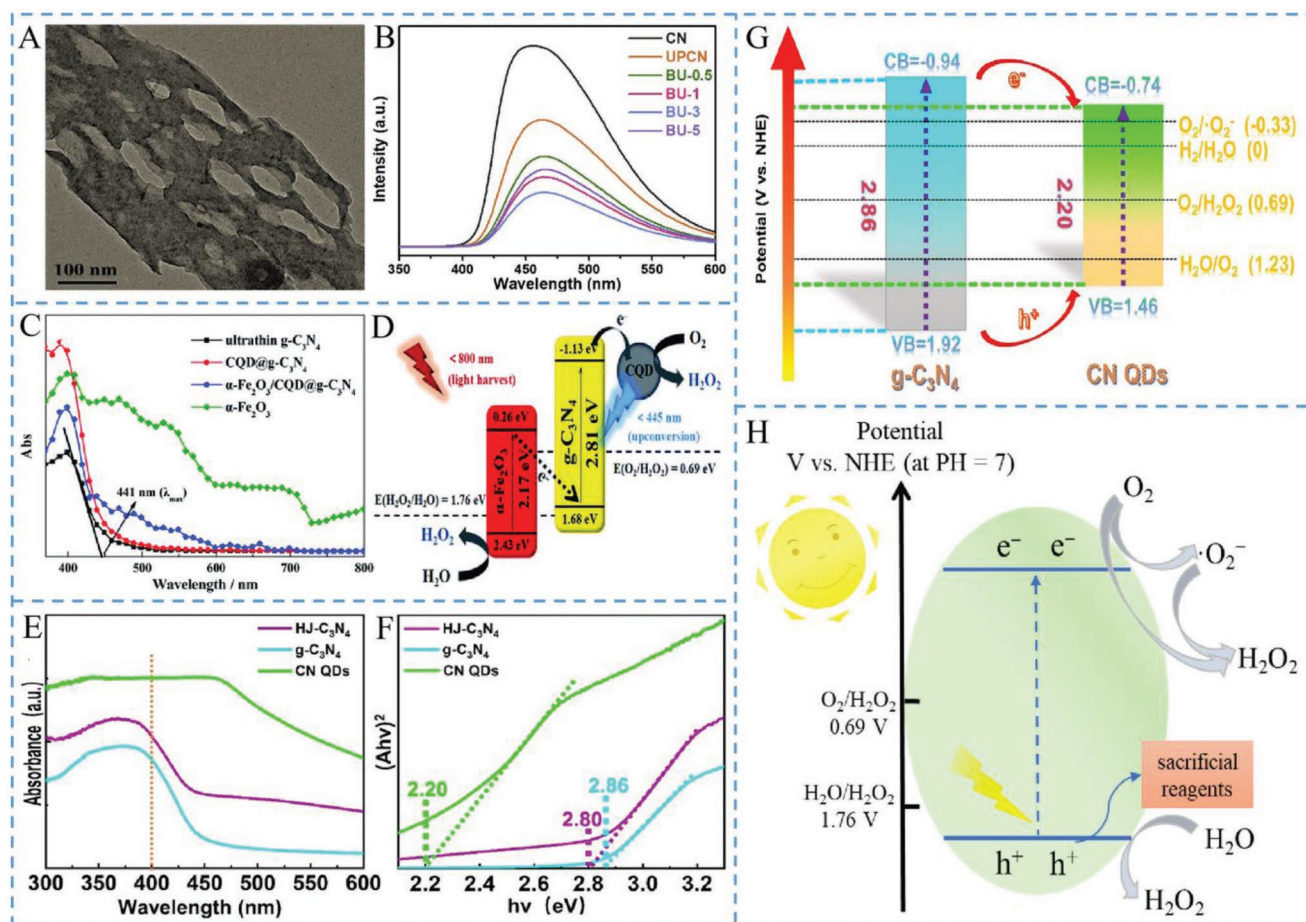 A
100 nm
B
Intensity (a.u.)
CN
UPCN
BU-0.5
BU-1
BU-3
BU-5
350 400 450 500 550 600
Wavelength (nm)
C
Abs
ultrathin g-C₃N₄
CQD@g-C₃N₄
α-Fe₂O₃/CQD@g-C₃N₄
α-Fe₂O₃
441 nm (λmax)
400 500 600 700 800
Wavelength / nm
D
< 800 nm
(light harvest)
-1.13 eV
e⁻
O₂
CQD
H₂O₂
< 445 nm
(upconversion)
0.26 eV
g-C₃N₄
2.81 eV
α-Fe₂O₃
2.17 eV
e⁻
E(O₂/H₂O₂) = 0.69 eV
E(H₂O₂/H₂O) = 1.76 eV
1.68 eV
2.43 eV
H₂O₂
H₂O
E
Absorbance (a.u.)
HJ-C₃N₄
g-C₃N₄
CN QDs
300 350 400 450 500 550 600
Wavelength (nm)
F
(Ahν)²
HJ-C₃N₄
g-C₃N₄
CN QDs
2.20
2.86
2.80
2.2 2.4 2.6 2.8 3.0 3.2
hν (eV)
G
Potential (V vs. NHE)
CB=-0.94
e⁻
CB=-0.74
O₂/·O₂⁻ (-0.33)
H₂/H₂O (0)
2.86
2.20
O₂/H₂O₂ (0.69)
H₂O/O₂ (1.23)
h⁺
VB=1.46
VB=1.92
g-C₃N₄
CN QDs
H
Potential
V vs. NHE (at PH = 7)
O₂
e⁻ e⁻
·O₂⁻
H₂O₂
O₂/H₂O₂
0.69 V
sacrificial
reagents
H₂O/H₂O₂
1.76 V
H₂O
h⁺ h⁺
H₂O₂